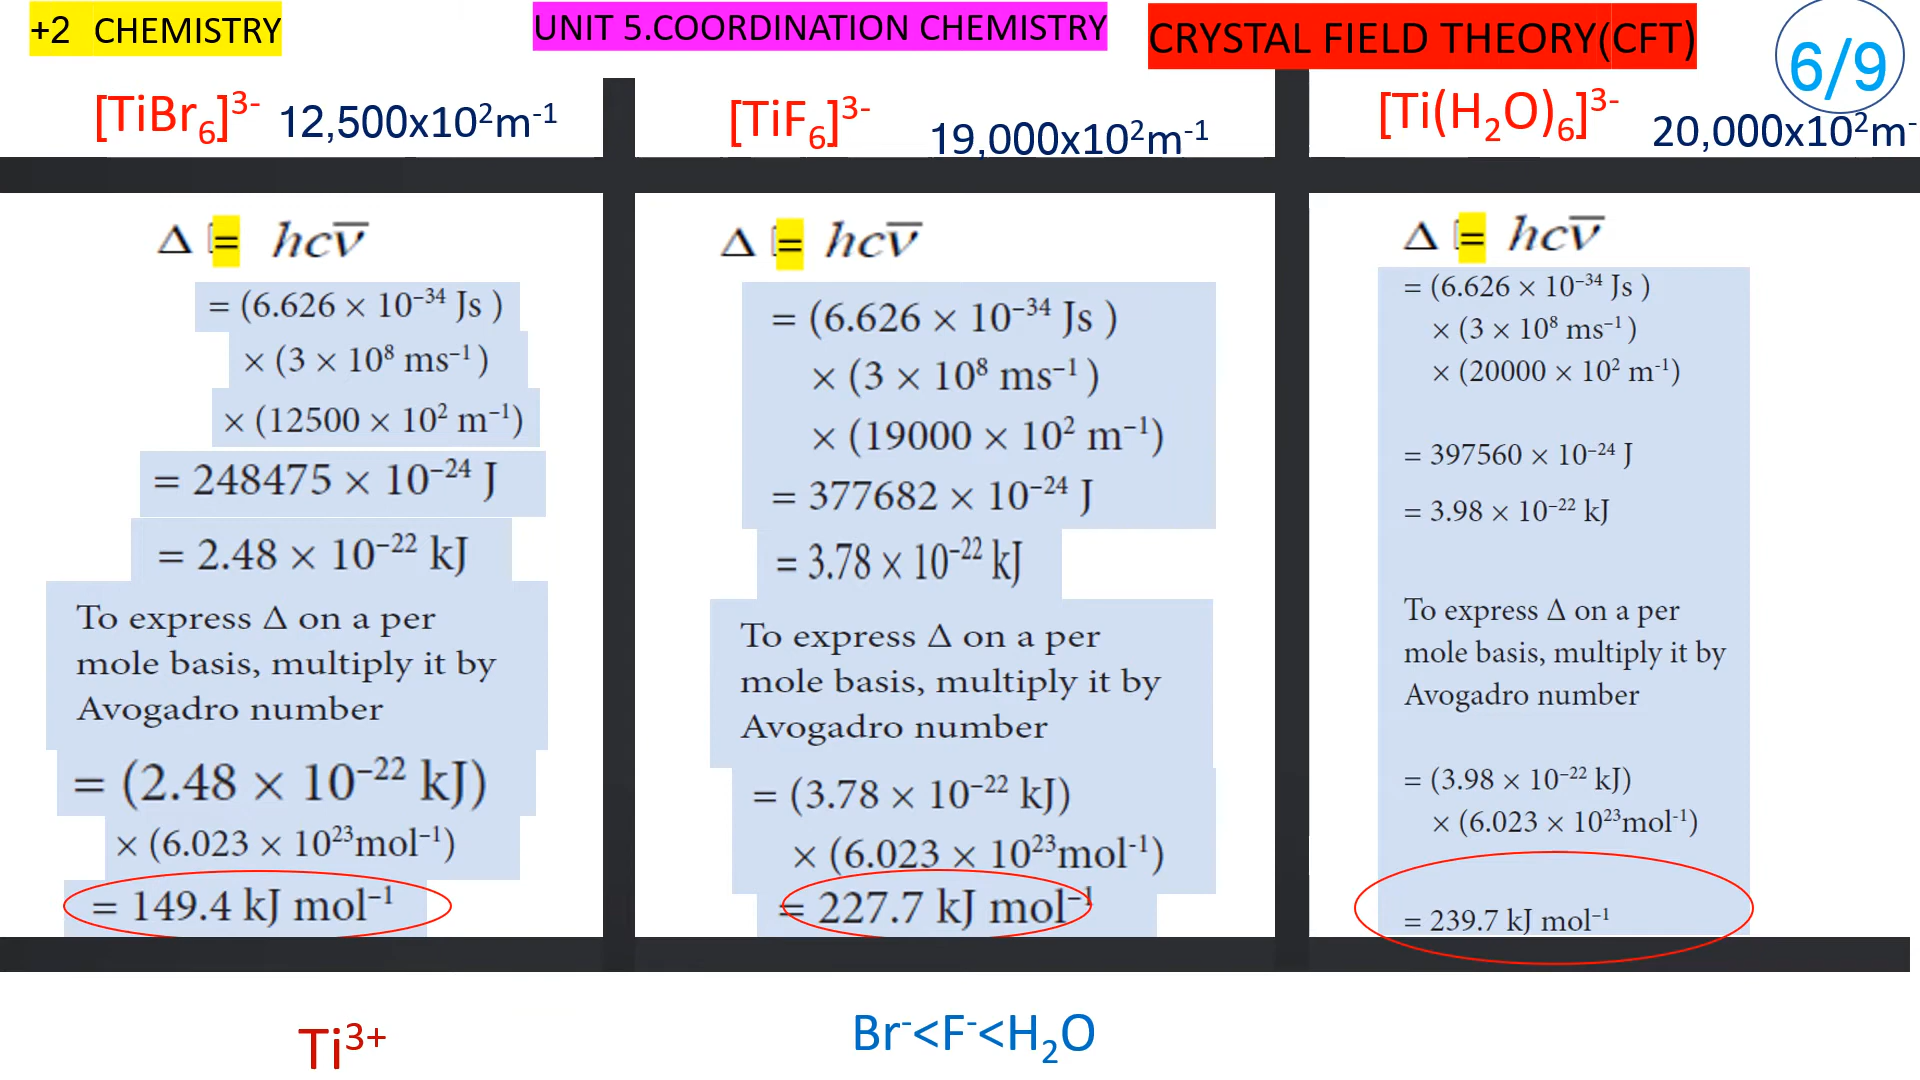 +2 CHEMISTRY
UNIT 5.COORDINATION CHEMISTRY
CRYSTAL FIELD THEORY(CFT)
6/9
[TiBr₆]³⁻ 12,500x10²m⁻¹
[TiF₆]³⁻ 19,000x10²m⁻¹
[Ti(H₂O)₆]³⁻ 20,000x10²m⁻
Δ = hcν̅
= (6.626 × 10⁻³⁴ Js )
× (3 × 10⁸ ms⁻¹ )
× (12500 × 10² m⁻¹)
= 248475 × 10⁻²⁴ J
= 2.48 × 10⁻²² kJ
To express Δ on a per
mole basis, multiply it by
Avogadro number
= (2.48 × 10⁻²² kJ)
× (6.023 × 10²³mol⁻¹)
= 149.4 kJ mol⁻¹
Δ = hcν̅
= (6.626 × 10⁻³⁴ Js )
× (3 × 10⁸ ms⁻¹ )
× (19000 × 10² m⁻¹)
= 377682 × 10⁻²⁴ J
= 3.78 × 10⁻²² kJ
To express Δ on a per
mole basis, multiply it by
Avogadro number
= (3.78 × 10⁻²² kJ)
× (6.023 × 10²³mol⁻¹)
= 227.7 kJ mol⁻¹
Δ = hcν̅
= (6.626 × 10⁻³⁴ Js )
× (3 × 10⁸ ms⁻¹ )
× (20000 × 10² m⁻¹)
= 397560 × 10⁻²⁴ J
= 3.98 × 10⁻²² kJ
To express Δ on a per
mole basis, multiply it by
Avogadro number
= (3.98 × 10⁻²² kJ)
× (6.023 × 10²³mol⁻¹)
= 239.7 kJ mol⁻¹
Ti³⁺
Br⁻<F⁻<H₂O